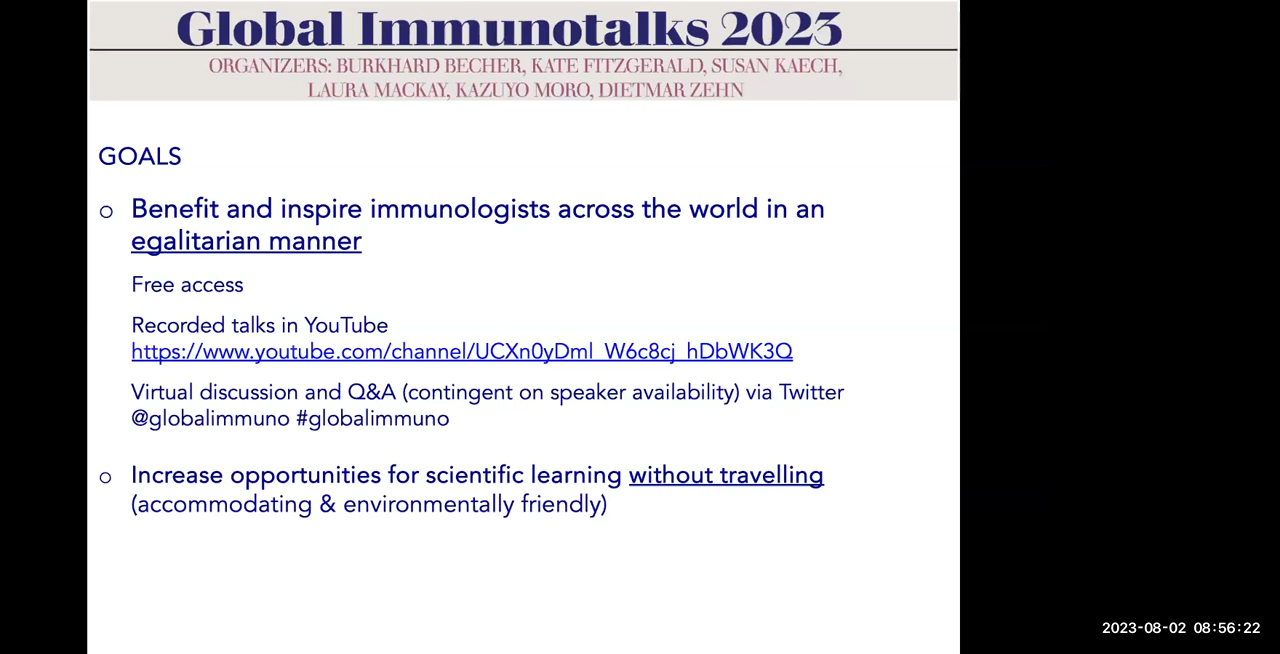 Global Immunotalks 2023
ORGANIZERS: BURKHARD BECHER, KATE FITZGERALD, SUSAN KAECH,
LAURA MACKAY, KAZUYO MORO, DIETMAR ZEHN
GOALS
o Benefit and inspire immunologists across the world in an
egalitarian manner
Free access
Recorded talks in YouTube
https://www.youtube.com/channel/UCXn0yDml_W6c8cj_hDbWK3Q
Virtual discussion and Q&A (contingent on speaker availability) via Twitter
@globalimmuno #globalimmuno
o Increase opportunities for scientific learning without travelling
(accommodating & environmentally friendly)
2023-08-02 08:56:22